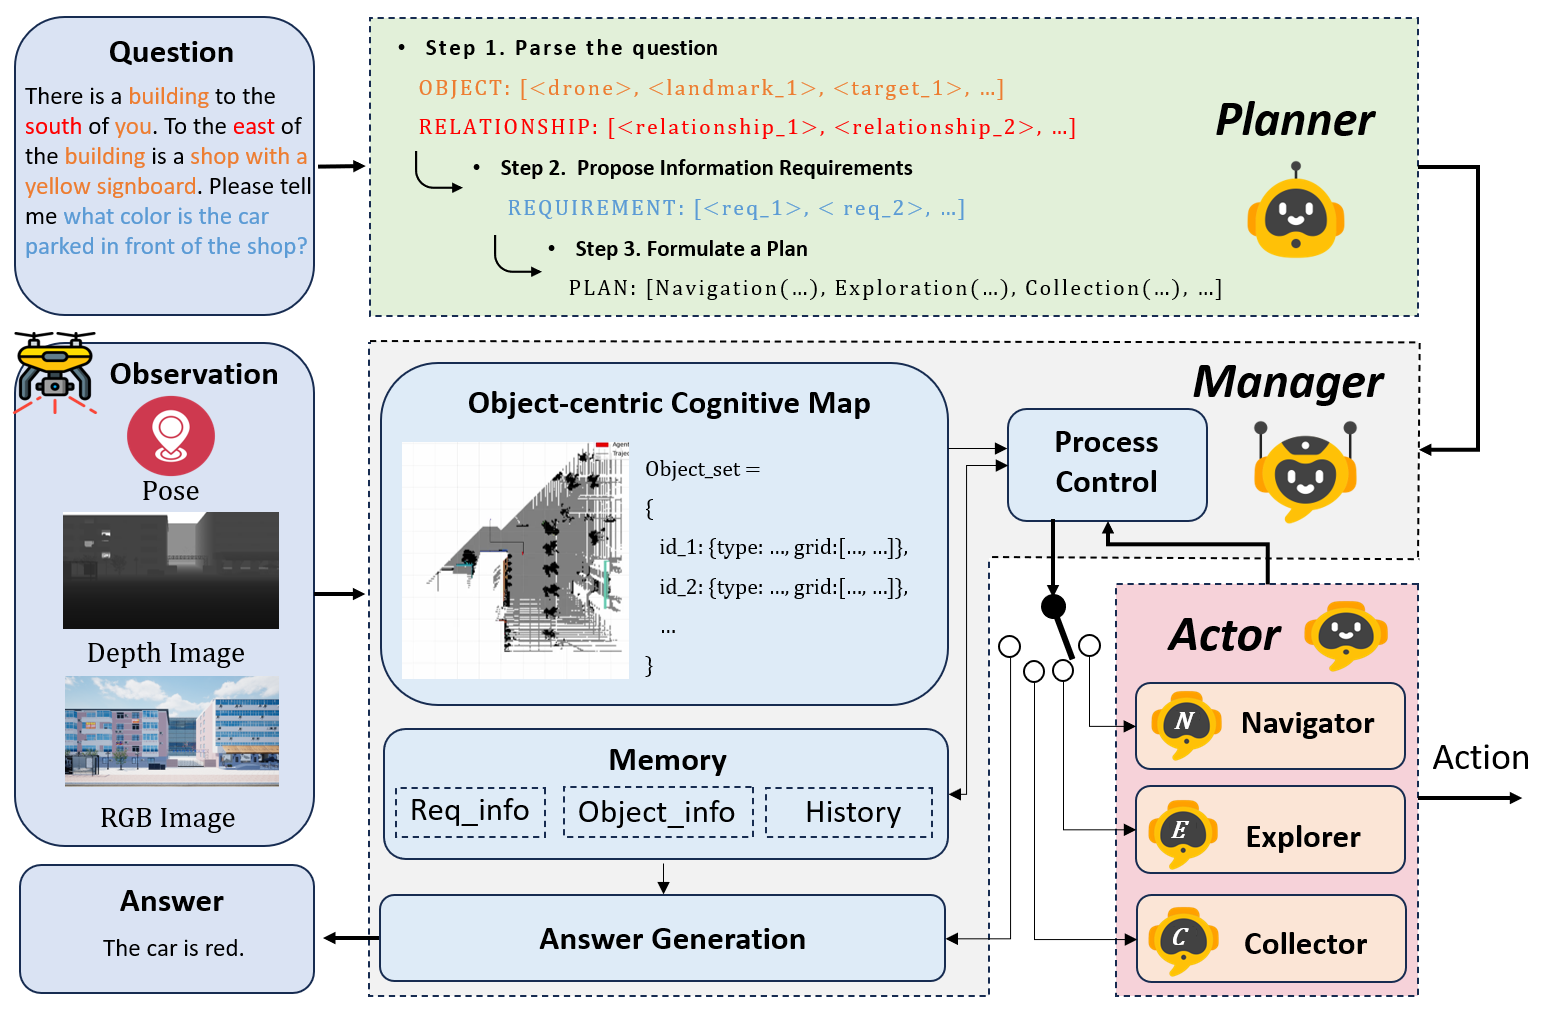 Question
There is a building to the
south of you. To the east of
the building is a shop with a
yellow signboard. Please tell
me what color is the car
parked in front of the shop?
• Step 1. Parse the question
OBJECT: [<drone>, <landmark_1>, <target_1>, ...]
RELATIONSHIP: [<relationship_1>, <relationship_2>, ...]
• Step 2. Propose Information Requirements
REQUIREMENT: [<req_1>, < req_2>, ...]
• Step 3. Formulate a Plan
PLAN: [Navigation(...), Exploration(...), Collection(...), ...]
Planner
Observation
Pose
Depth Image
RGB Image
Answer
The car is red.
Manager
Object-centric Cognitive Map
Agent
Trajec
Object_set =
{
id_1: {type: ..., grid:[..., ...]},
id_2: {type: ..., grid:[..., ...]},
...
}
Process
Control
Memory
Req_info
Object_info
History
Answer Generation
Actor
N
Navigator
E
Explorer
C
Collector
Action